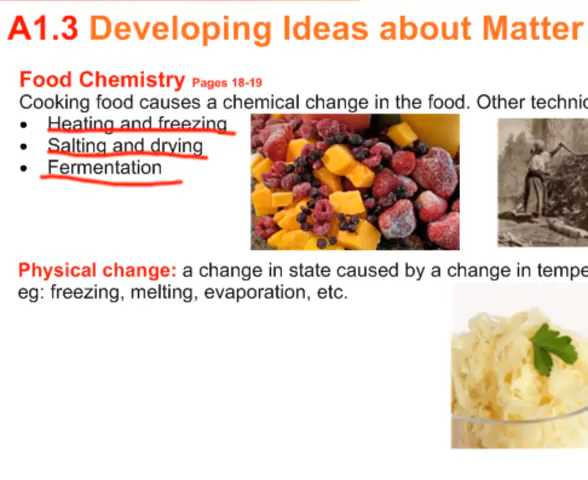 A1.3 Developing Ideas about Matter
Food Chemistry Pages 18-19
Cooking food causes a chemical change in the food. Other
• Heating and freezing
• Salting and drying
• Fermentation
Physical change: a change in state caused by a change in
eg: freezing, melting, evaporation, etc.